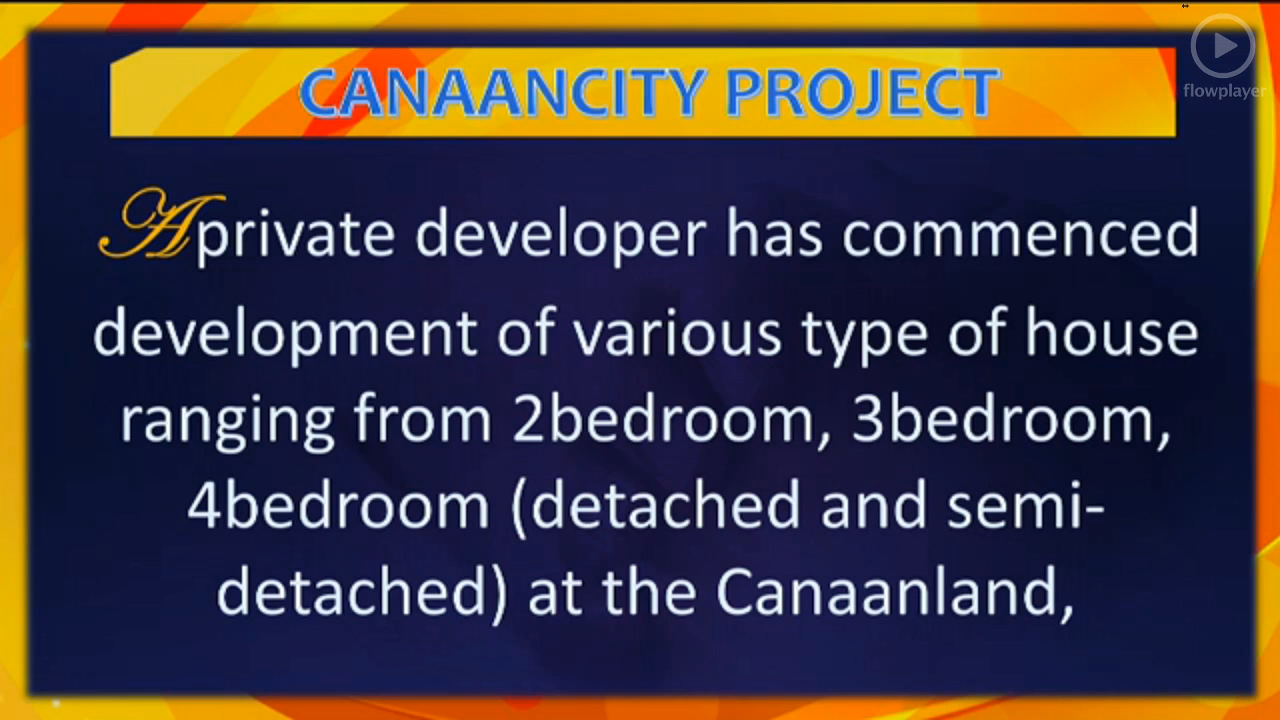 CANAANCITY PROJECT
flowplayer
A private developer has commenced
development of various type of house
ranging from 2bedroom, 3bedroom,
4bedroom (detached and semi-
detached) at the Canaanland,